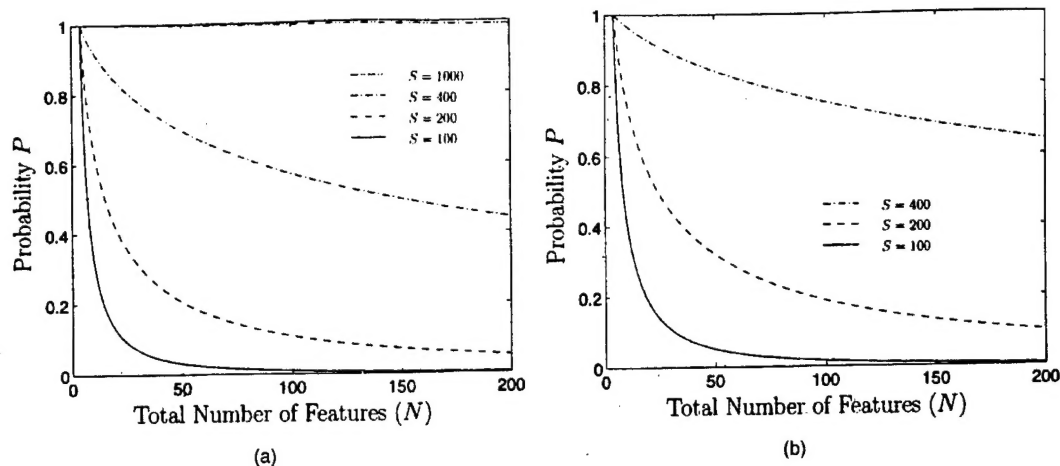 1
0.8
0.6
0.4
0.2
0
0
50
100
150
200
Probability P
Total Number of Features (N)
S = 1000
S = 400
S = 200
S = 100
(a)
1
0.8
0.6
0.4
0.2
0
0
50
100
150
200
Probability P
Total Number of Features (N)
S = 400
S = 200
S = 100
(b)